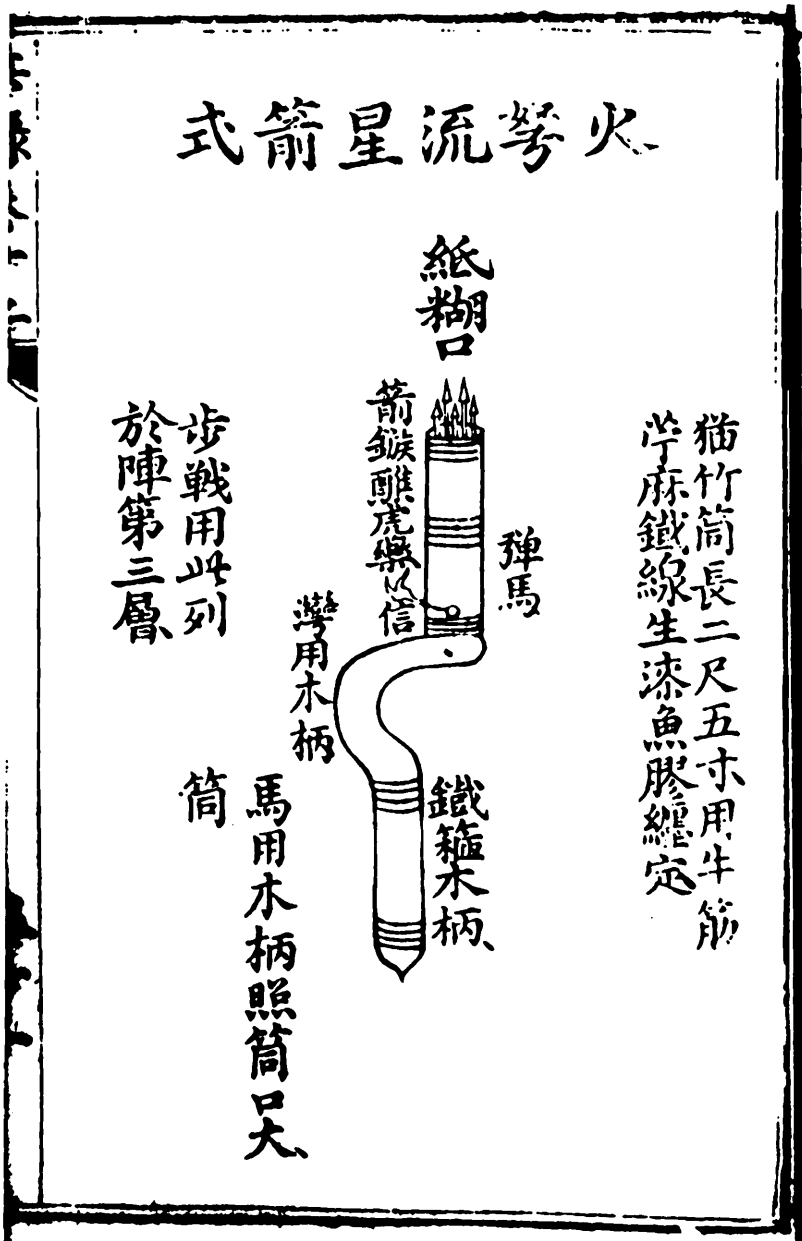 火弩流星箭式
猫竹筒長二尺五寸用牛筋
苧麻鐵線生漆魚膠纏定
彈馬
紙糊口
箭鏃醮虎藥以信
鐵箍木柄
灣用木柄
馬用木柄照筒口大
筒
步戦用此列
於陣第三層